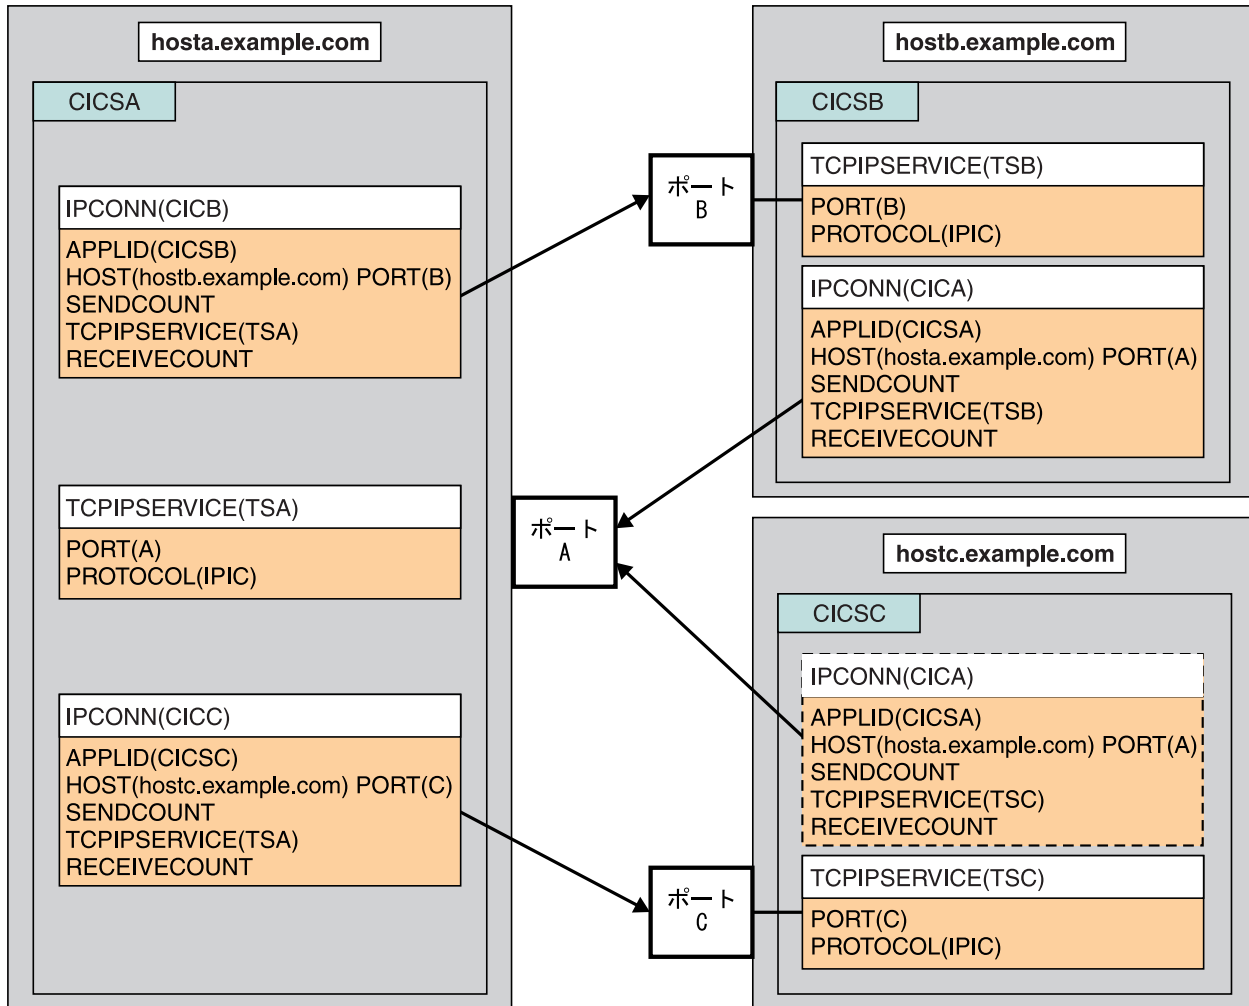 hosta.example.com
CICSA
IPCONN(CICB)
APPLID(CICSB)
HOST(hostb.example.com) PORT(B)
SENDCOUNT
TCPIPSERVICE(TSA)
RECEIVECOUNT
TCPIPSERVICE(TSA)
PORT(A)
PROTOCOL(IPIC)
IPCONN(CICC)
APPLID(CICSC)
HOST(hostc.example.com) PORT(C)
SENDCOUNT
TCPIPSERVICE(TSA)
RECEIVECOUNT
ポート
B
ポート
A
ポート
C
hostb.example.com
CICSB
TCPIPSERVICE(TSB)
PORT(B)
PROTOCOL(IPIC)
IPCONN(CICA)
APPLID(CICSA)
HOST(hosta.example.com) PORT(A)
SENDCOUNT
TCPIPSERVICE(TSB)
RECEIVECOUNT
hostc.example.com
CICSC
IPCONN(CICA)
APPLID(CICSA)
HOST(hosta.example.com) PORT(A)
SENDCOUNT
TCPIPSERVICE(TSC)
RECEIVECOUNT
TCPIPSERVICE(TSC)
PORT(C)
PROTOCOL(IPIC)